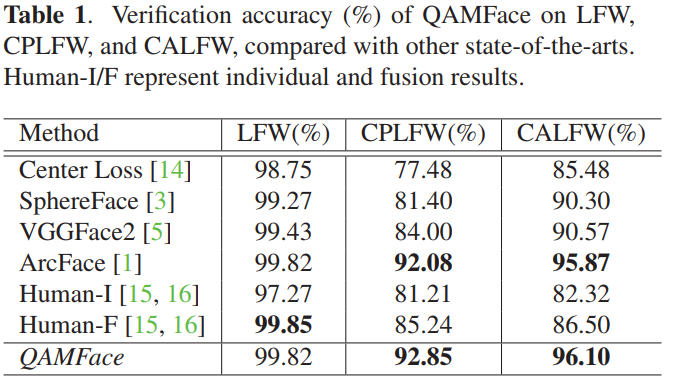 Table 1. Verification accuracy (%) of QAMFace on LFW,
CPLFW, and CALFW, compared with other state-of-the-arts.
Human-I/F represent individual and fusion results.
Method LFW(%) CPLFW(%) CALFW(%)
Center Loss [14] 98.75 77.48 85.48
SphereFace [3] 99.27 81.40 90.30
VGGFace2 [5] 99.43 84.00 90.57
ArcFace [1] 99.82 92.08 95.87
Human-I [15, 16] 97.27 81.21 82.32
Human-F [15, 16] 99.85 85.24 86.50
QAMFace 99.82 92.85 96.10